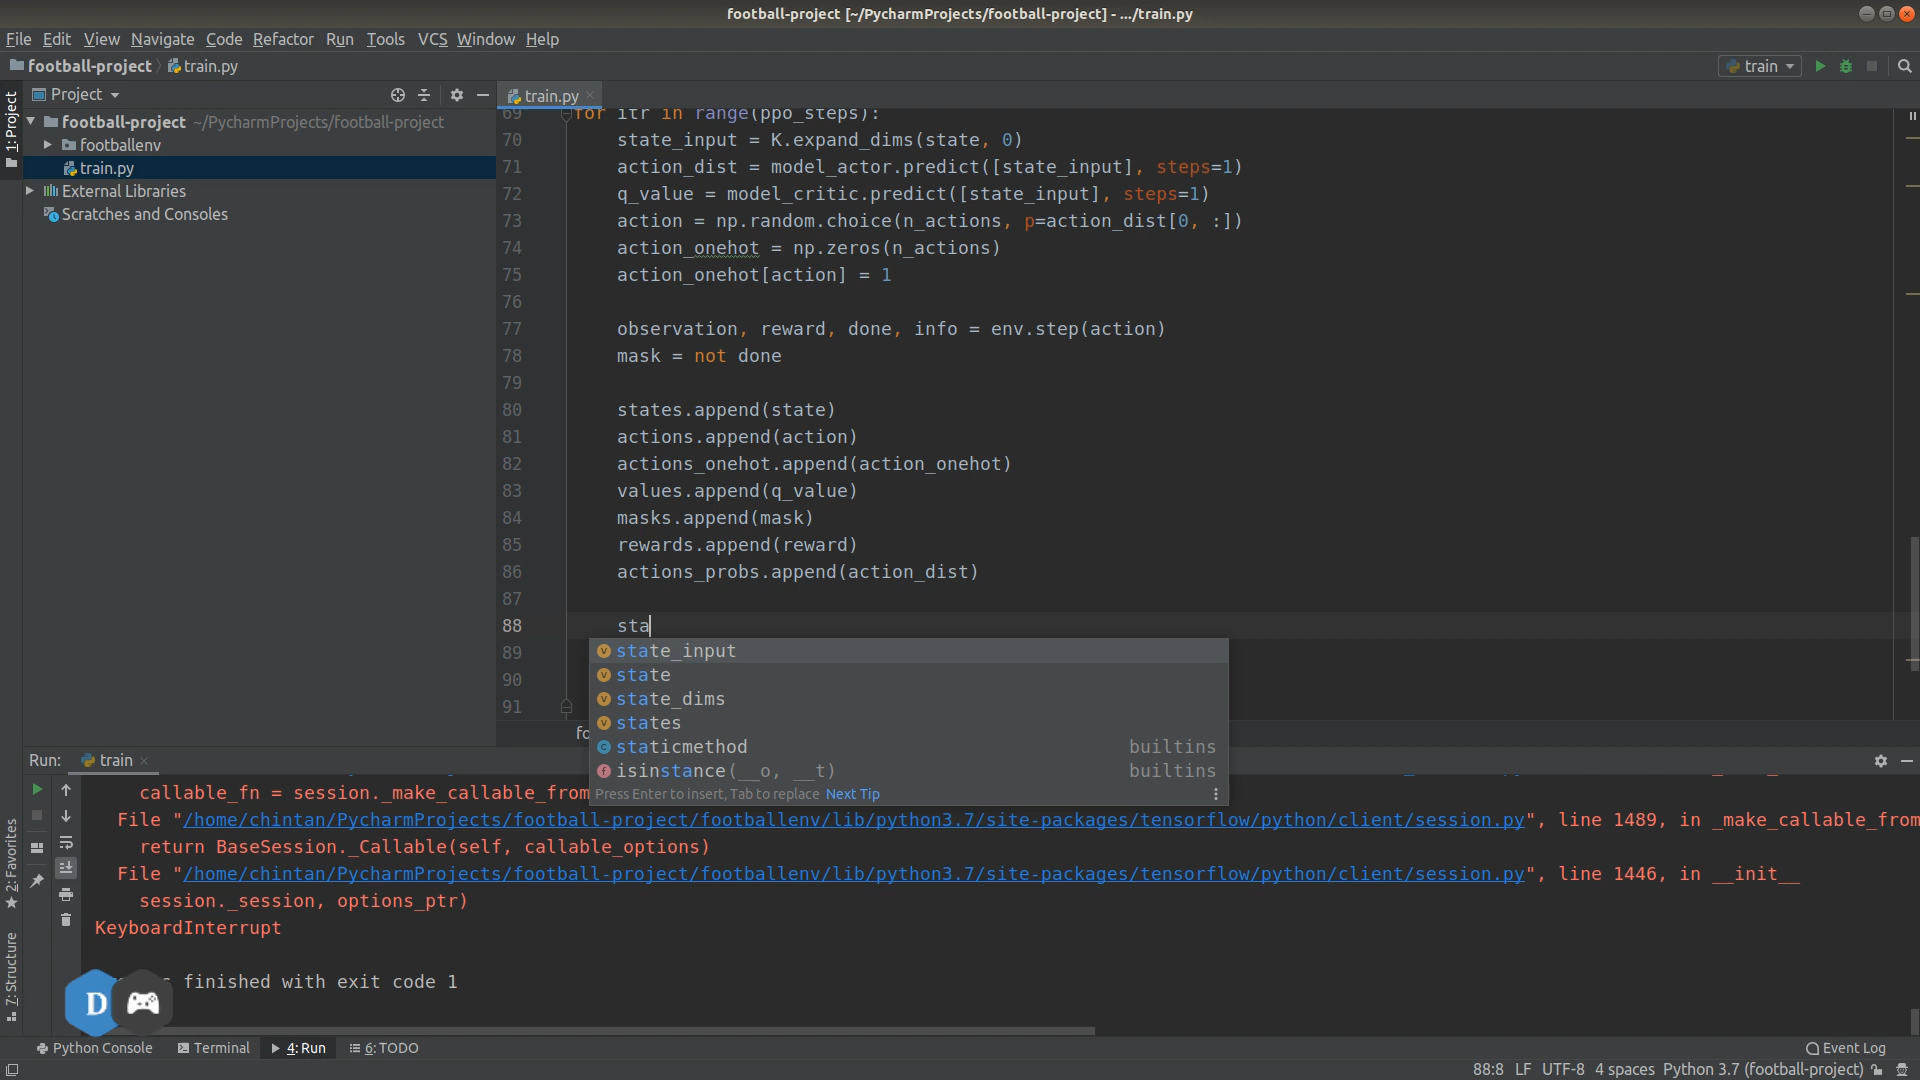 football-project [~/PycharmProjects/football-project] - .../train.py
File Edit View Navigate Code Refactor Run Tools VCS Window Help
football-project train.py
train
Project
train.py
1: Project
football-project ~/PycharmProjects/football-project
footballenv
train.py
External Libraries
Scratches and Consoles
69 for itr in range(ppo_steps):
70 state_input = K.expand_dims(state, 0)
71 action_dist = model_actor.predict([state_input], steps=1)
72 q_value = model_critic.predict([state_input], steps=1)
73 action = np.random.choice(n_actions, p=action_dist[0, :])
74 action_onehot = np.zeros(n_actions)
75 action_onehot[action] = 1
76
77 observation, reward, done, info = env.step(action)
78 mask = not done
79
80 states.append(state)
81 actions.append(action)
82 actions_onehot.append(action_onehot)
83 values.append(q_value)
84 masks.append(mask)
85 rewards.append(reward)
86 actions_probs.append(action_dist)
87
88 sta
89
90
91
state_input
state
state_dims
states
staticmethod builtins
isinstance(__o, __t) builtins
Press Enter to insert, Tab to replace Next Tip
Run: train
callable_fn = session._make_callable_from
File "/home/chintan/PycharmProjects/football-project/footballenv/lib/python3.7/site-packages/tensorflow/python/client/session.py", line 1489, in _make_callable_from
return BaseSession._Callable(self, callable_options)
File "/home/chintan/PycharmProjects/football-project/footballenv/lib/python3.7/site-packages/tensorflow/python/client/session.py", line 1446, in __init__
session._session, options_ptr)
KeyboardInterrupt
finished with exit code 1
D
2: Favorites
7: Structure
Python Console Terminal 4: Run 6: TODO
Event Log
88:8 LF UTF-8 4 spaces Python 3.7 (football-project)